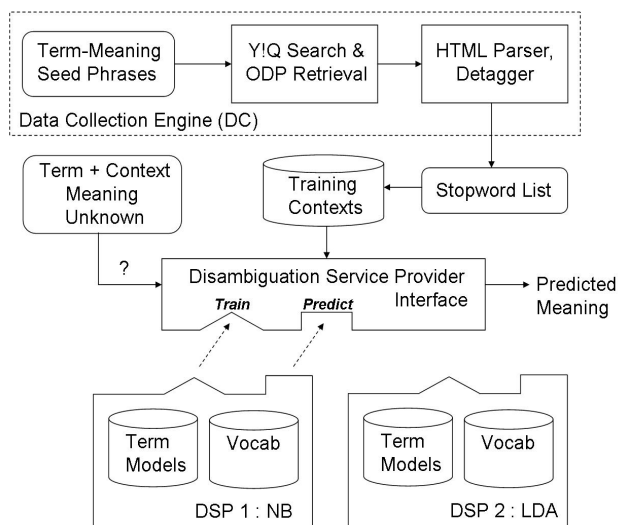 Term-Meaning
Seed Phrases
Y!Q Search &
ODP Retrieval
HTML Parser,
Detagger
Data Collection Engine (DC)
Term + Context
Meaning
Unknown
Training
Contexts
Stopword List
?
Disambiguation Service Provider
Interface
Train
Predict
Predicted
Meaning
Term
Models
Vocab
DSP 1 : NB
Term
Models
Vocab
DSP 2 : LDA